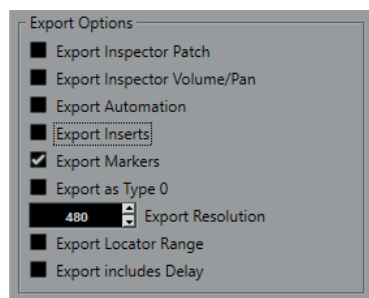 Export Options
Export Inspector Patch
Export Inspector Volume/Pan
Export Automation
Export Inserts
Export Markers
Export as Type 0
480 Export Resolution
Export Locator Range
Export includes Delay